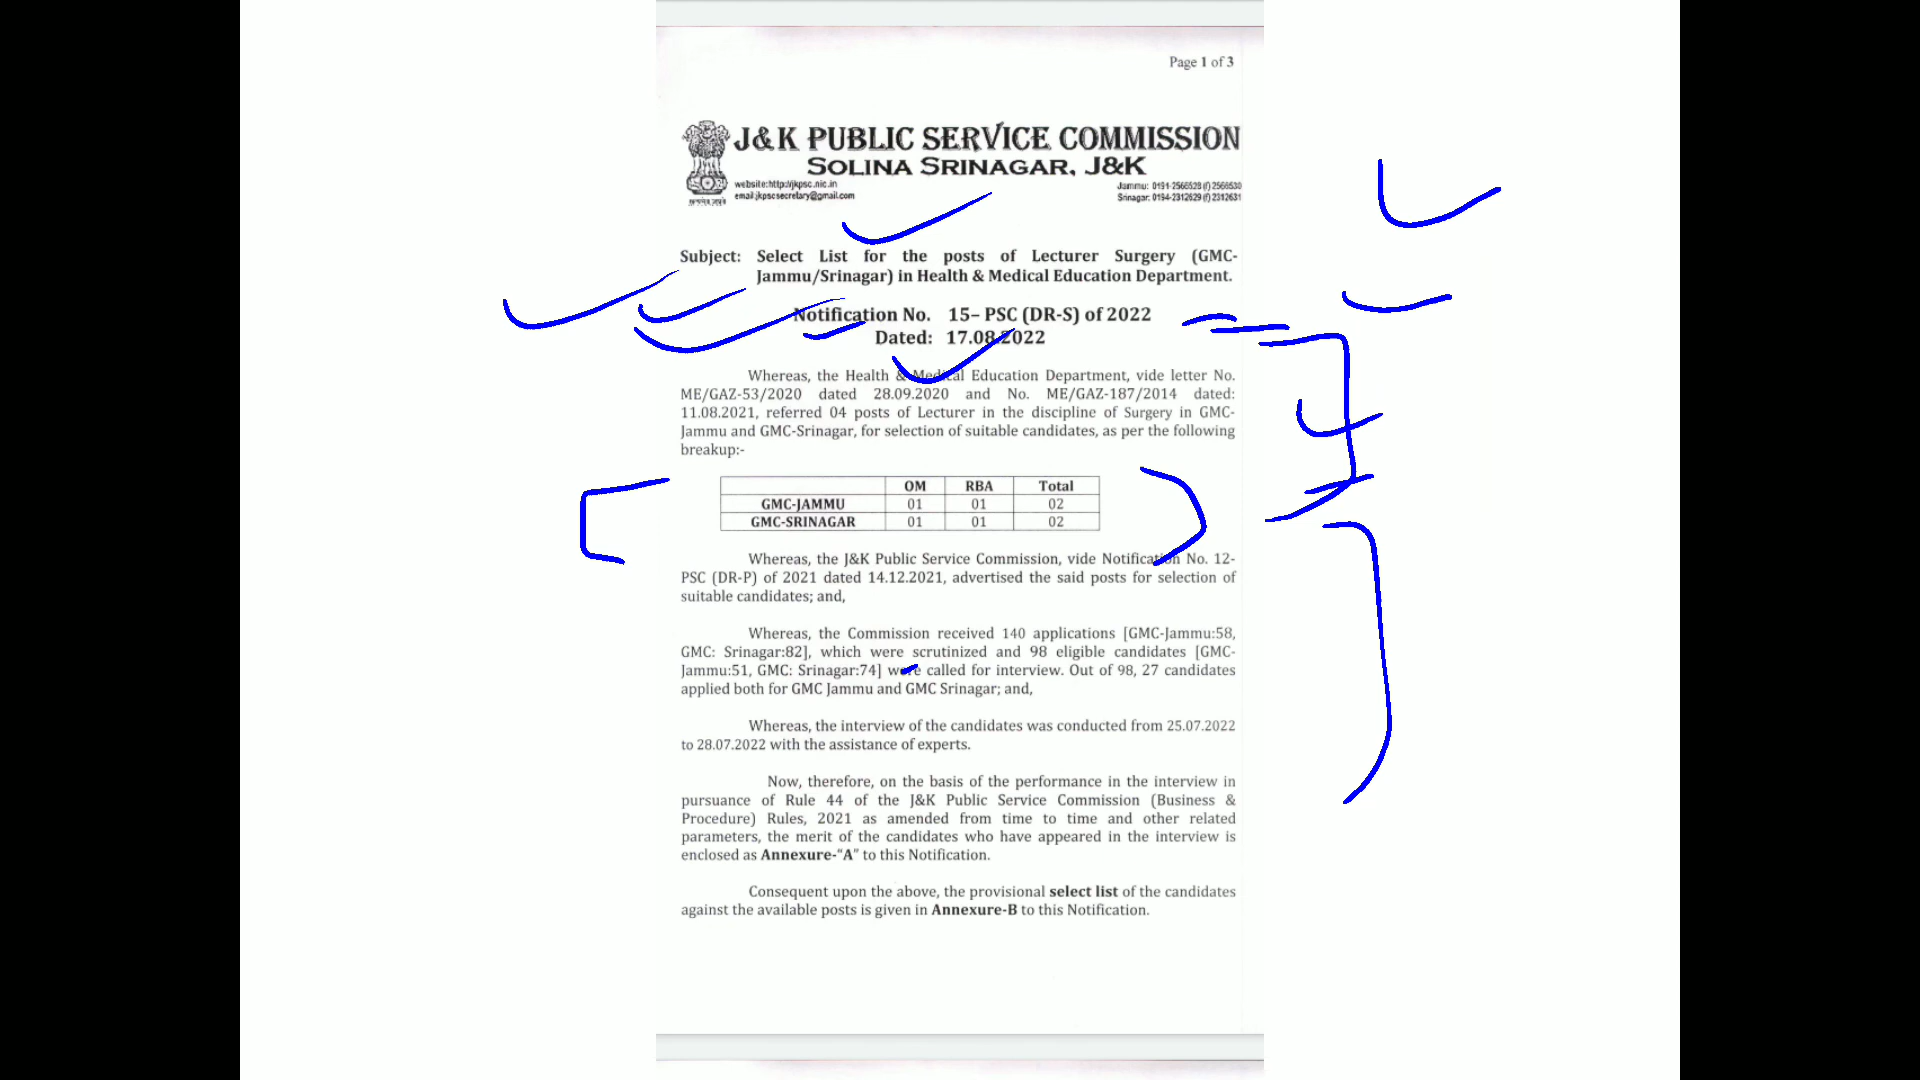 Page 1 of 3
J&K PUBLIC SERVICE COMMISSION
SOLINA SRINAGAR, J&K
website:http://jkpsc.nic.in
email:jkpscsecretary@gmail.com
Jammu: 0191-2566528 (f) 2566530
Srinagar: 0194-2312629 (f) 2312631
Subject: Select List for the posts of Lecturer Surgery (GMC-
Jammu/Srinagar) in Health & Medical Education Department.
Notification No. 15– PSC (DR-S) of 2022
Dated: 17.08.2022
Whereas, the Health & Medical Education Department, vide letter No.
ME/GAZ-53/2020 dated 28.09.2020 and No. ME/GAZ-187/2014 dated:
11.08.2021, referred 04 posts of Lecturer in the discipline of Surgery in GMC-
Jammu and GMC-Srinagar, for selection of suitable candidates, as per the following
breakup:-
OM RBA Total
GMC-JAMMU 01 01 02
GMC-SRINAGAR 01 01 02
Whereas, the J&K Public Service Commission, vide Notification No. 12-
PSC (DR-P) of 2021 dated 14.12.2021, advertised the said posts for selection of
suitable candidates; and,
Whereas, the Commission received 140 applications [GMC-Jammu:58,
GMC: Srinagar:82], which were scrutinized and 98 eligible candidates [GMC-
Jammu:51, GMC: Srinagar:74] were called for interview. Out of 98, 27 candidates
applied both for GMC Jammu and GMC Srinagar; and,
Whereas, the interview of the candidates was conducted from 25.07.2022
to 28.07.2022 with the assistance of experts.
Now, therefore, on the basis of the performance in the interview in
pursuance of Rule 44 of the J&K Public Service Commission (Business &
Procedure) Rules, 2021 as amended from time to time and other related
parameters, the merit of the candidates who have appeared in the interview is
enclosed as Annexure-“A” to this Notification.
Consequent upon the above, the provisional select list of the candidates
against the available posts is given in Annexure-B to this Notification.